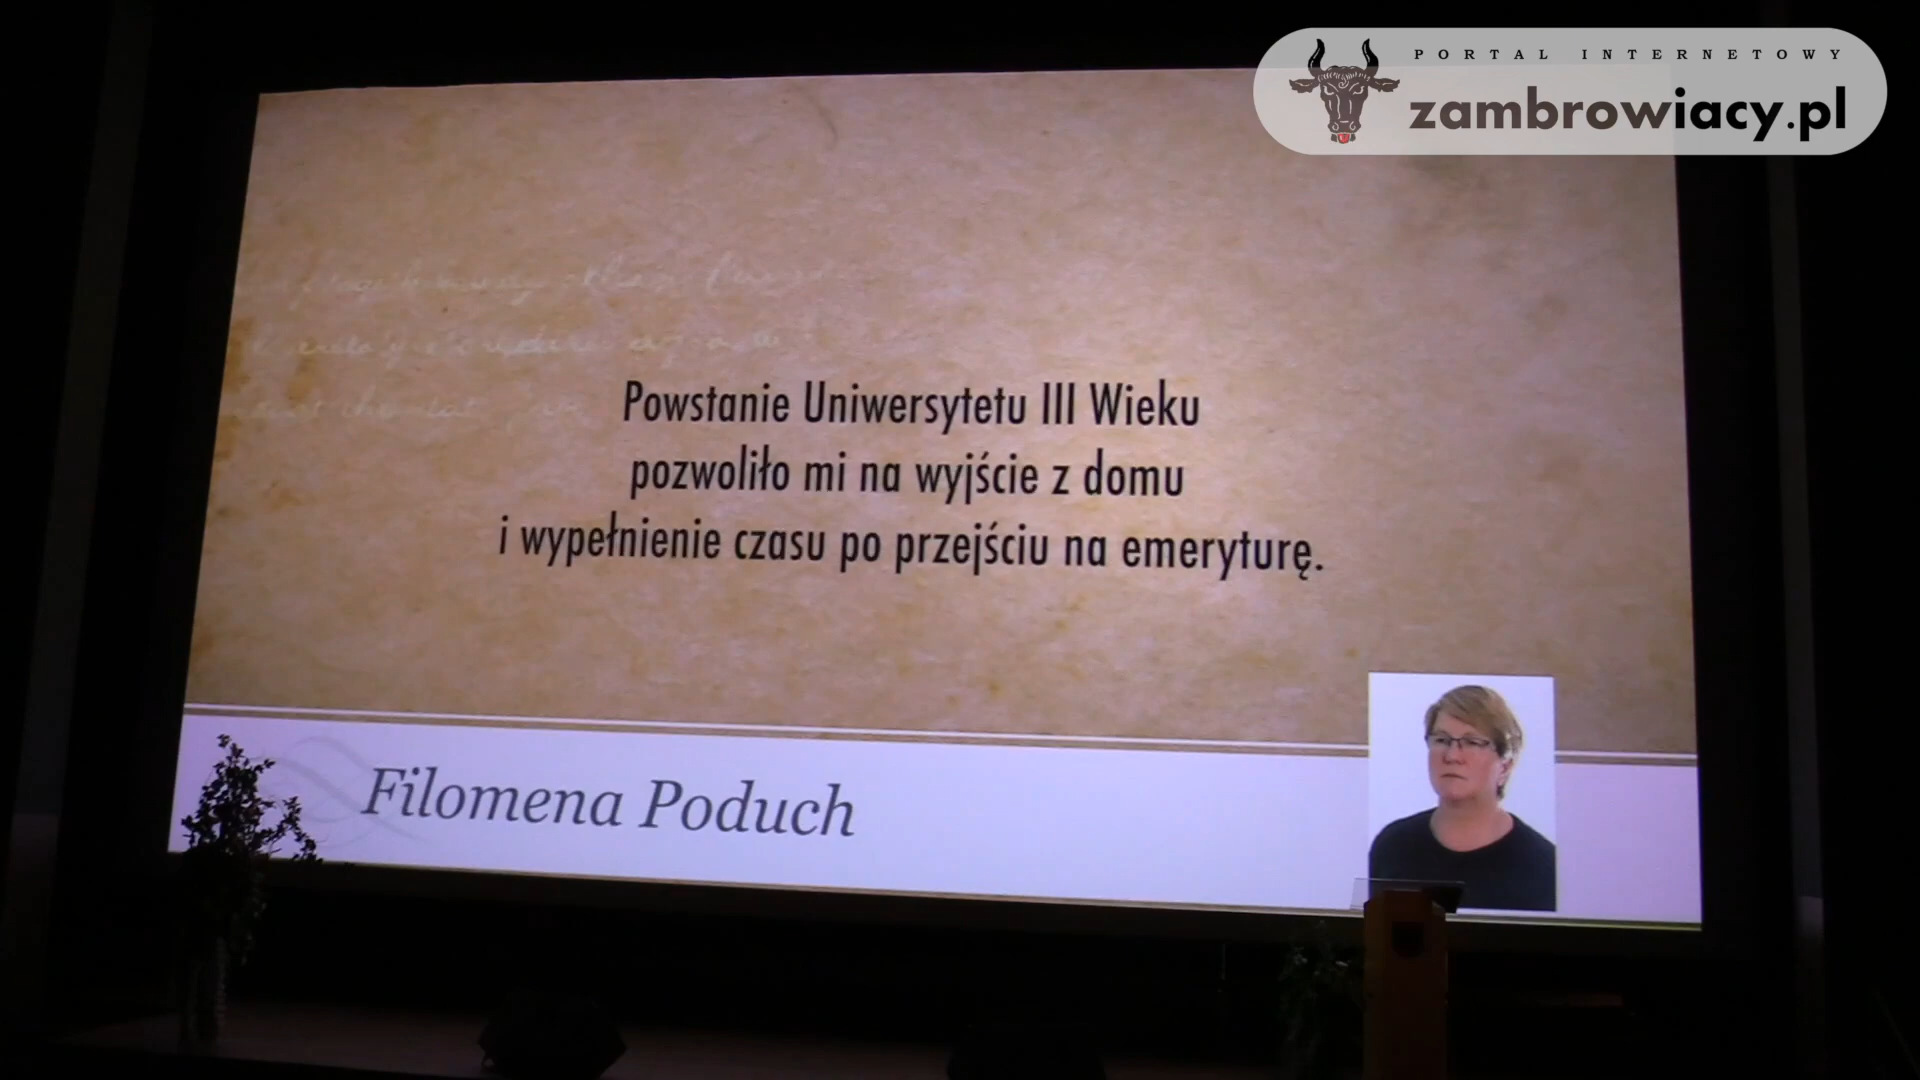 PORTAL INTERNETOWY
zambrowiacy.pl
Powstanie Uniwersytetu III Wieku
pozwoliło mi na wyjście z domu
i wypełnienie czasu po przejściu na emeryturę.
Filomena Poduch